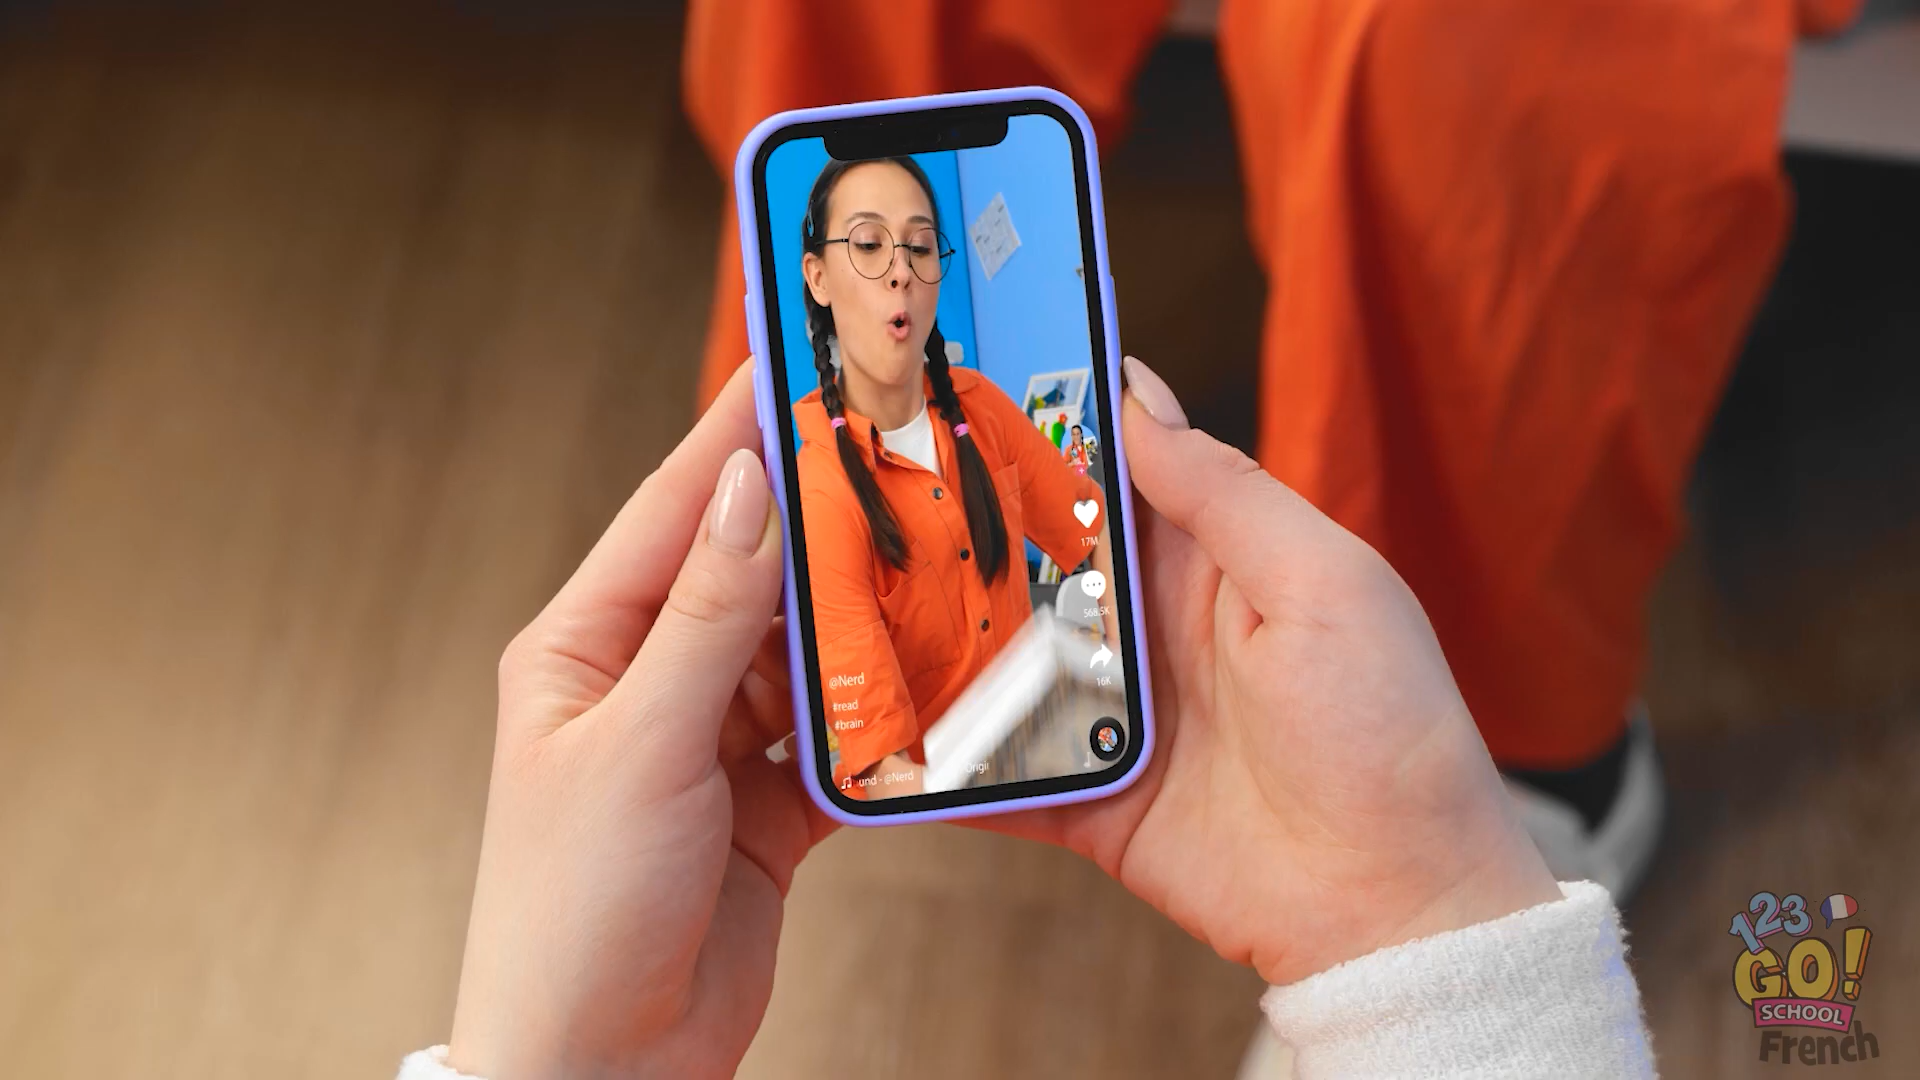 17M
568.5K
16K
@Nerd
#read
#brain
und - @Nerd
Origi
123
GO!
SCHOOL
French